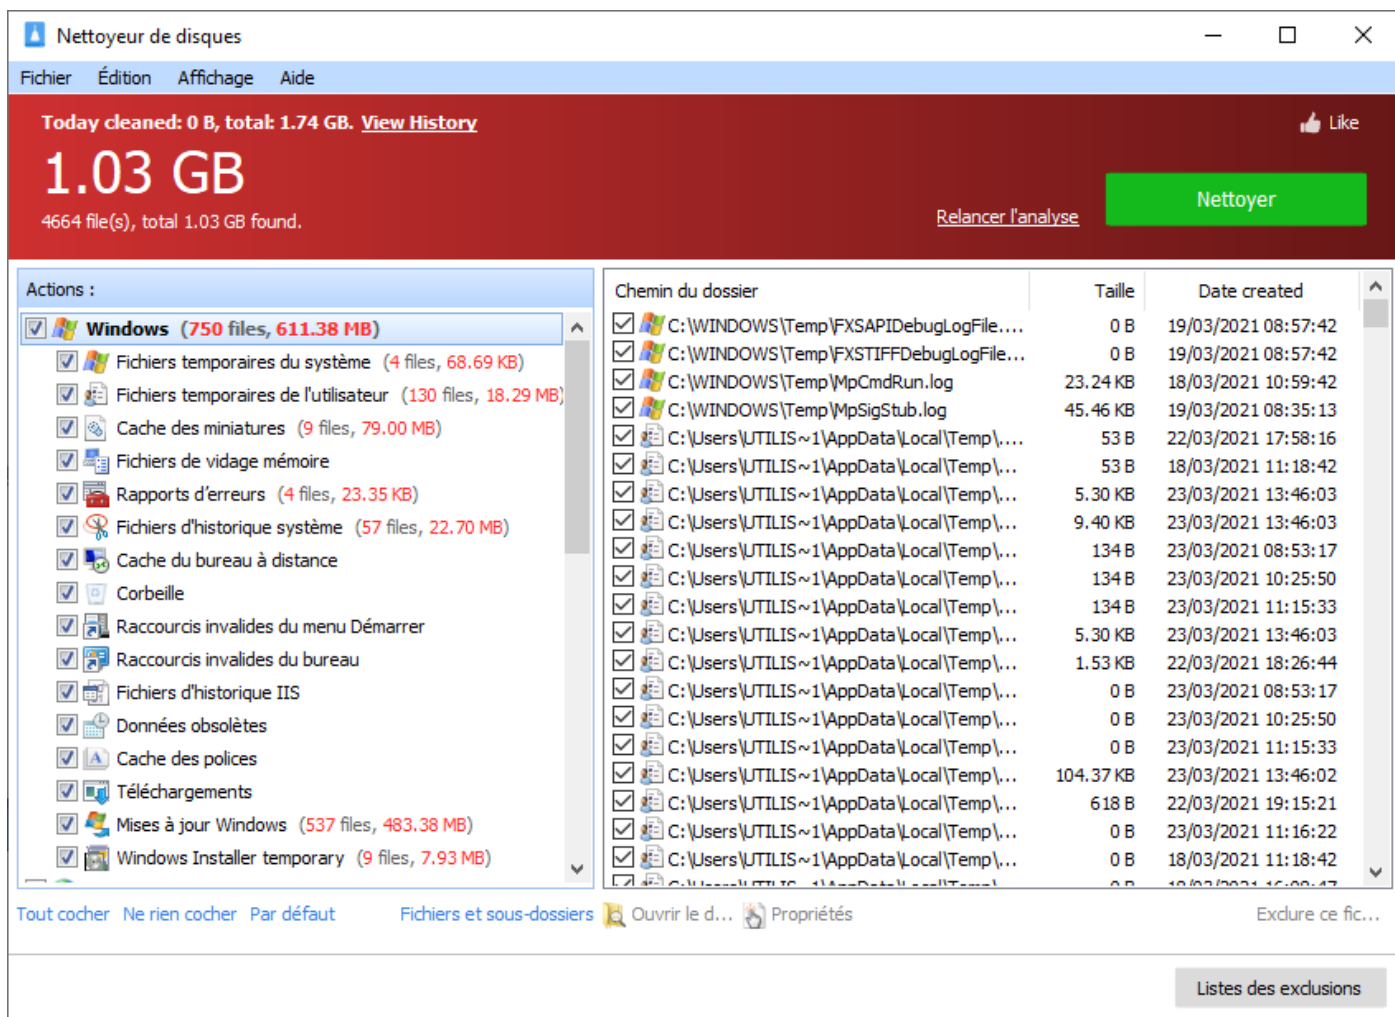 Nettoyeur de disques
Fichier Édition Affichage Aide
Today cleaned: 0 B, total: 1.74 GB. View History
Like
1.03 GB
Nettoyer
4664 file(s), total 1.03 GB found.
Relancer l'analyse
Actions :
Windows (750 files, 611.38 MB)
Fichiers temporaires du système (4 files, 68.69 KB)
Fichiers temporaires de l'utilisateur (130 files, 18.29 MB)
Cache des miniatures (9 files, 79.00 MB)
Fichiers de vidage mémoire
Rapports d’erreurs (4 files, 23.35 KB)
Fichiers d'historique système (57 files, 22.70 MB)
Cache du bureau à distance
Corbeille
Raccourcis invalides du menu Démarrer
Raccourcis invalides du bureau
Fichiers d'historique IIS
Données obsolètes
Cache des polices
Téléchargements
Mises à jour Windows (537 files, 483.38 MB)
Windows Installer temporary (9 files, 7.93 MB)
Chemin du dossier Taille Date created
C:\WINDOWS\Temp\FXSAPIDebugLogFile.... 0 B 19/03/2021 08:57:42
C:\WINDOWS\Temp\FXSTIFFDebugLogFile... 0 B 19/03/2021 08:57:42
C:\WINDOWS\Temp\MpCmdRun.log 23.24 KB 18/03/2021 10:59:42
C:\WINDOWS\Temp\MpSigStub.log 45.46 KB 19/03/2021 08:35:13
C:\Users\UTILIS~1\AppData\Local\Temp\.... 53 B 22/03/2021 17:58:16
C:\Users\UTILIS~1\AppData\Local\Temp\... 53 B 18/03/2021 11:18:42
C:\Users\UTILIS~1\AppData\Local\Temp\... 5.30 KB 23/03/2021 13:46:03
C:\Users\UTILIS~1\AppData\Local\Temp\... 9.40 KB 23/03/2021 13:46:03
C:\Users\UTILIS~1\AppData\Local\Temp\... 134 B 23/03/2021 08:53:17
C:\Users\UTILIS~1\AppData\Local\Temp\... 134 B 23/03/2021 10:25:50
C:\Users\UTILIS~1\AppData\Local\Temp\... 134 B 23/03/2021 11:15:33
C:\Users\UTILIS~1\AppData\Local\Temp\... 5.30 KB 23/03/2021 13:46:03
C:\Users\UTILIS~1\AppData\Local\Temp\... 1.53 KB 22/03/2021 18:26:44
C:\Users\UTILIS~1\AppData\Local\Temp\... 0 B 23/03/2021 08:53:17
C:\Users\UTILIS~1\AppData\Local\Temp\... 0 B 23/03/2021 10:25:50
C:\Users\UTILIS~1\AppData\Local\Temp\... 0 B 23/03/2021 11:15:33
C:\Users\UTILIS~1\AppData\Local\Temp\... 104.37 KB 23/03/2021 13:46:02
C:\Users\UTILIS~1\AppData\Local\Temp\... 618 B 22/03/2021 19:15:21
C:\Users\UTILIS~1\AppData\Local\Temp\... 0 B 23/03/2021 11:16:22
C:\Users\UTILIS~1\AppData\Local\Temp\... 0 B 18/03/2021 11:18:42
Tout cocher Ne rien cocher Par défaut Fichiers et sous-dossiers Ouvrir le d... Propriétés Exclure ce fic...
Listes des exclusions